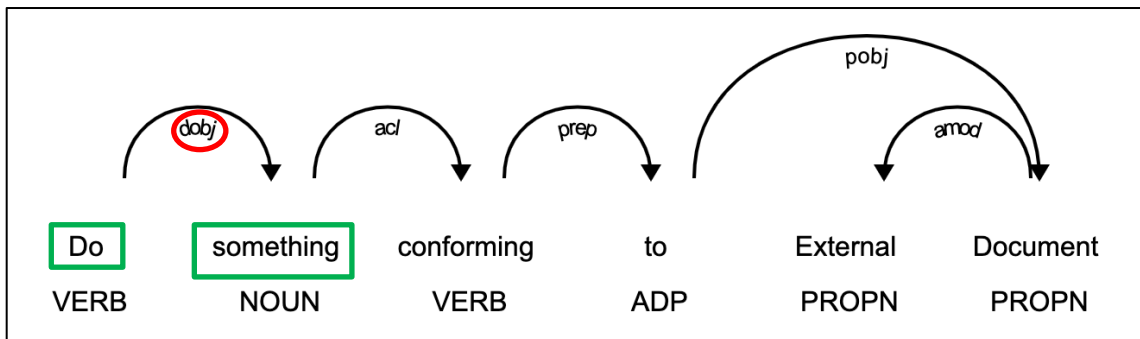 pobj
dobj acl prep amod
Do something conforming to External Document
VERB NOUN VERB ADP PROPN PROPN